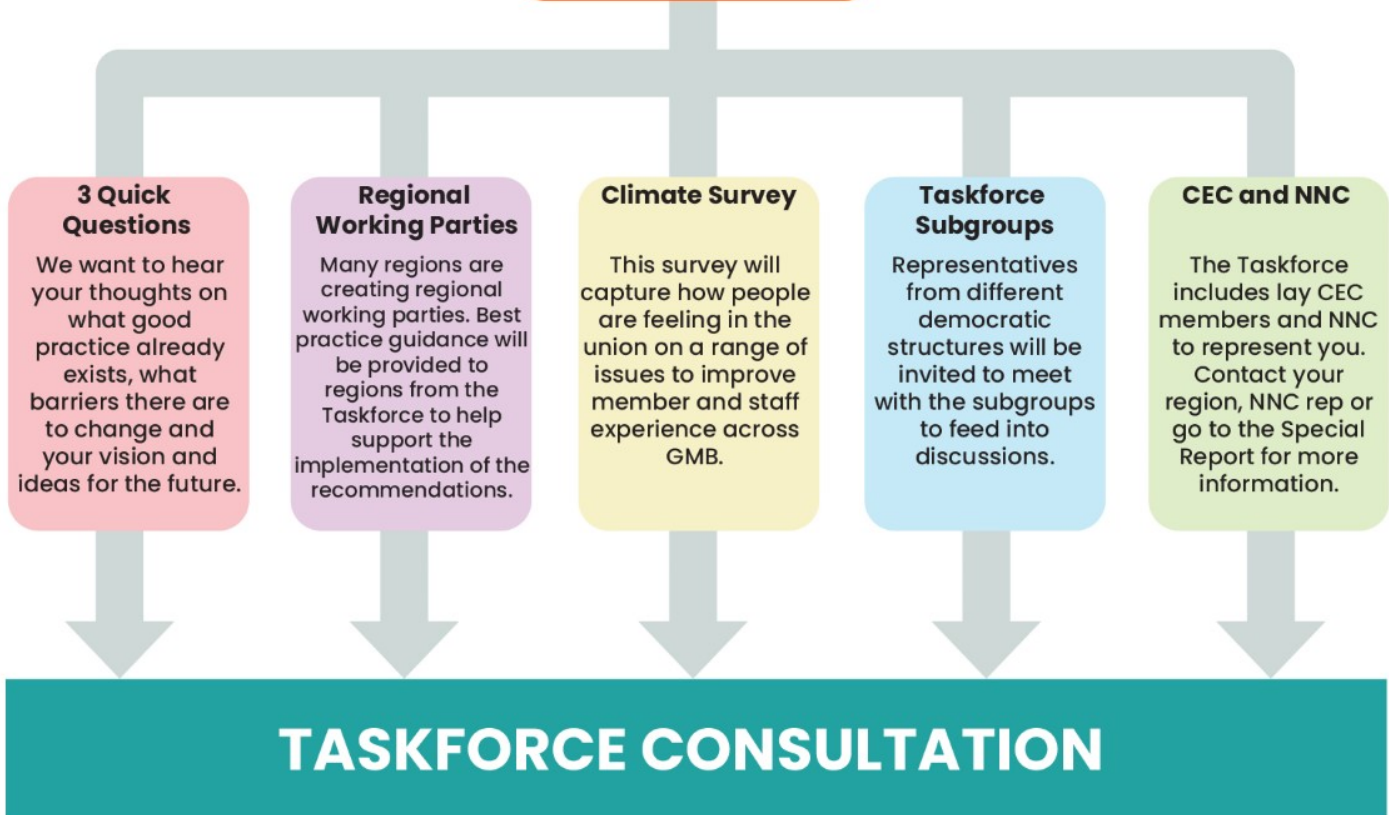 3 Quick
Questions
We want to hear
your thoughts on
what good
practice already
exists, what
barriers there are
to change and
your vision and
ideas for the future.
Regional
Working Parties
Many regions are
creating regional
working parties. Best
practice guidance will
be provided to
regions from the
Taskforce to help
support the
implementation of the
recommendations.
Climate Survey
This survey will
capture how people
are feeling in the
union on a range of
issues to improve
member and staff
experience across
GMB.
Taskforce
Subgroups
Representatives
from different
democratic
structures will be
invited to meet
with the subgroups
to feed into
discussions.
CEC and NNC
The Taskforce
includes lay CEC
members and NNC
to represent you.
Contact your
region, NNC rep or
go to the Special
Report for more
information.
TASKFORCE CONSULTATION